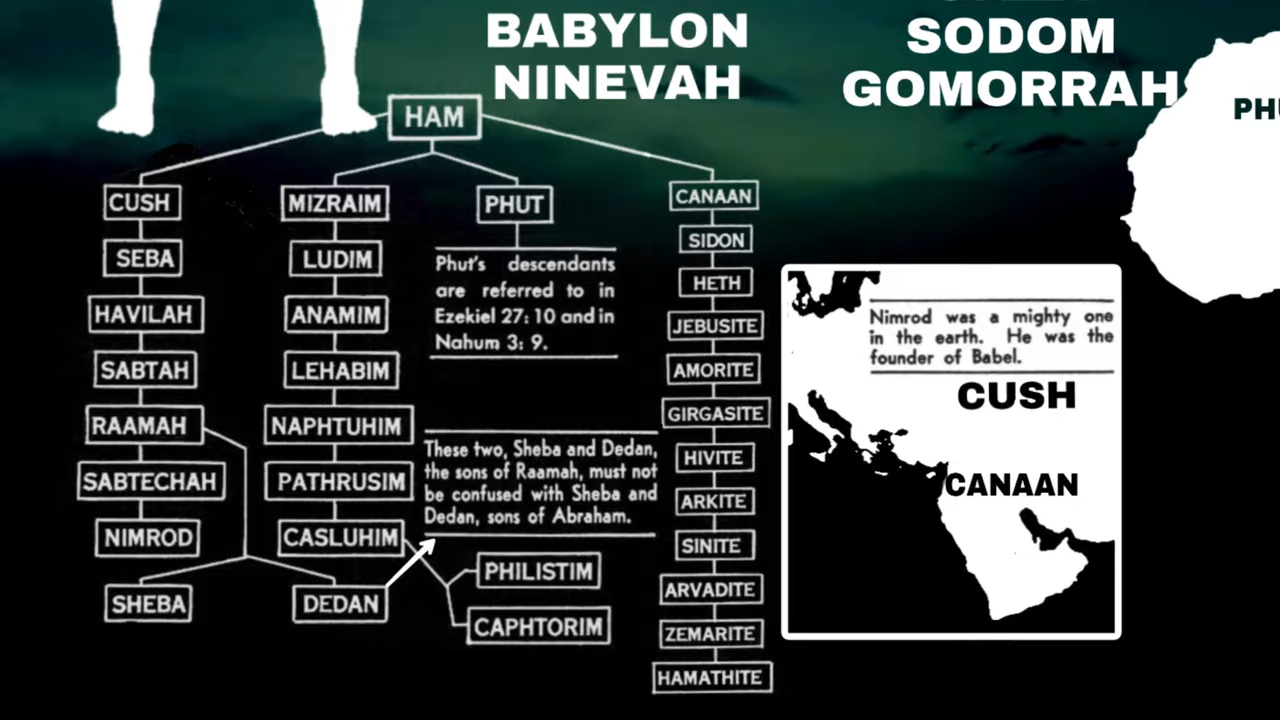 BABYLON
NINEVAH
SODOM
GOMORRAH
HAM
CUSH
SEBA
HAVILAH
SABTAH
RAAMAH
SABTECHAH
NIMROD
SHEBA
MIZRAIM
LUDIM
ANAMIM
LEHABIM
NAPHTUHIM
PATHRUSIM
CASLUHIM
DEDAN
PHILISTIM
CAPHTORIM
PHUT
Phut's descendants
are referred to in
Ezekiel 27: 10 and in
Nahum 3: 9.
These two, Sheba and Dedan,
the sons of Raamah, must not
be confused with Sheba and
Dedan, sons of Abraham.
CANAAN
SIDON
HETH
JEBUSITE
AMORITE
GIRGASITE
HIVITE
ARKITE
SINITE
ARVADITE
ZEMARITE
HAMATHITE
Nimrod was a mighty one
in the earth. He was the
founder of Babel.
CUSH
CANAAN